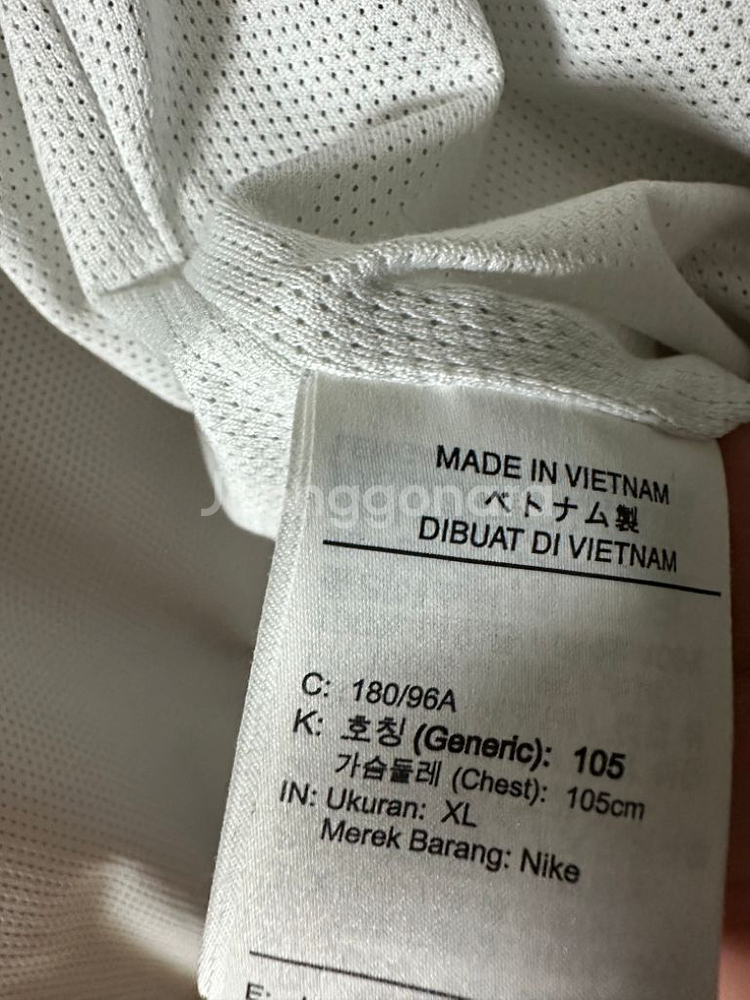 MADE IN VIETNAM
ベトナム製
DIBUAT DI VIETNAM
C: 180/96A
K: 호칭 (Generic): 105
가슴둘레 (Chest): 105cm
IN: Ukuran: XL
Merek Barang: Nike
E: